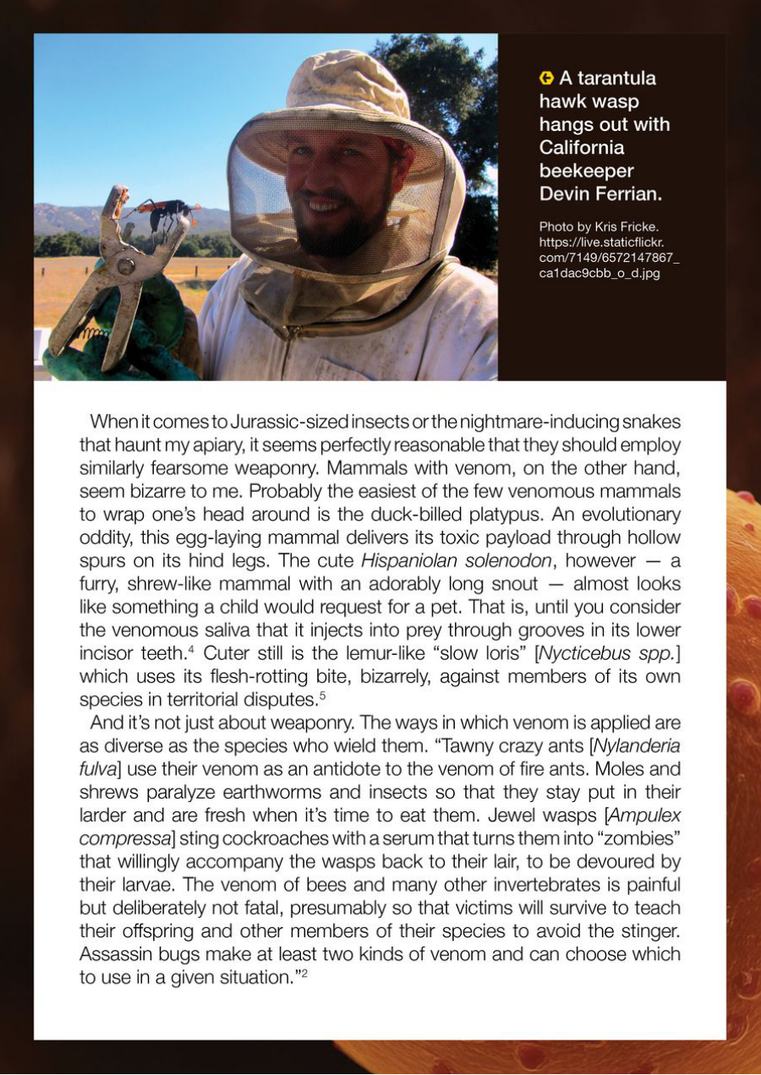 A tarantula
hawk wasp
hangs out with
California
beekeeper
Devin Ferrian.
Photo by Kris Fricke.
https://live.staticflickr.
com/7149/6572147867_
ca1dac9cbb_o_d.jpg
When it comes to Jurassic-sized insects or the nightmare-inducing snakes
that haunt my apiary, it seems perfectly reasonable that they should employ
similarly fearsome weaponry. Mammals with venom, on the other hand,
seem bizarre to me. Probably the easiest of the few venomous mammals
to wrap one’s head around is the duck-billed platypus. An evolutionary
oddity, this egg-laying mammal delivers its toxic payload through hollow
spurs on its hind legs. The cute Hispaniolan solenodon, however — a
furry, shrew-like mammal with an adorably long snout — almost looks
like something a child would request for a pet. That is, until you consider
the venomous saliva that it injects into prey through grooves in its lower
incisor teeth.⁴ Cuter still is the lemur-like “slow loris” [Nycticebus spp.]
which uses its flesh-rotting bite, bizarrely, against members of its own
species in territorial disputes.⁵
And it’s not just about weaponry. The ways in which venom is applied are
as diverse as the species who wield them. “Tawny crazy ants [Nylanderia
fulva] use their venom as an antidote to the venom of fire ants. Moles and
shrews paralyze earthworms and insects so that they stay put in their
larder and are fresh when it’s time to eat them. Jewel wasps [Ampulex
compressa] sting cockroaches with a serum that turns them into “zombies”
that willingly accompany the wasps back to their lair, to be devoured by
their larvae. The venom of bees and many other invertebrates is painful
but deliberately not fatal, presumably so that victims will survive to teach
their offspring and other members of their species to avoid the stinger.
Assassin bugs make at least two kinds of venom and can choose which
to use in a given situation.”²